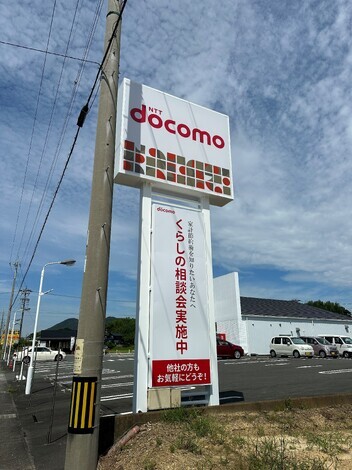 NTT
docomo
docomo
家計節約術を知りたいあなたへ
くらしの相談会実施中
他社の方も
お気軽にどうぞ！